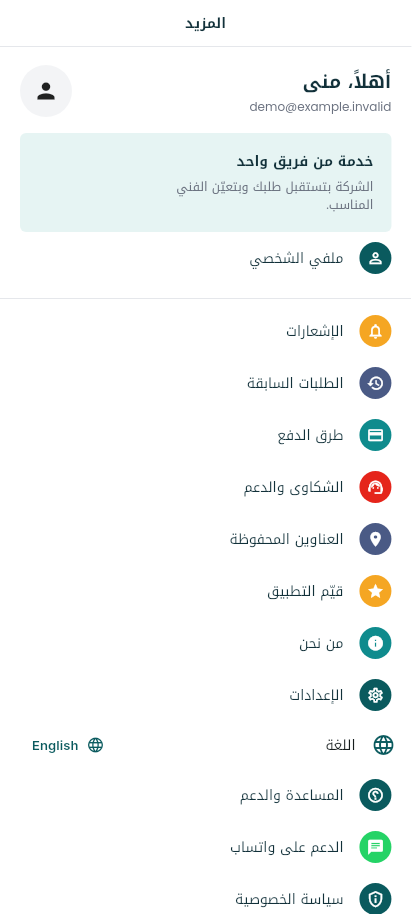 المزيد
أهلاً، منى
demo@example.invalid
خدمة من فريق واحد
الشركة بتستقبل طلبك وبتعيّن الفني
المناسب.
ملفي الشخصي
الإشعارات
الطلبات السابقة
طرق الدفع
الشكاوى والدعم
العناوين المحفوظة
قيّم التطبيق
من نحن
الإعدادات
اللغة English
المساعدة والدعم
الدعم على واتساب
سياسة الخصوصية